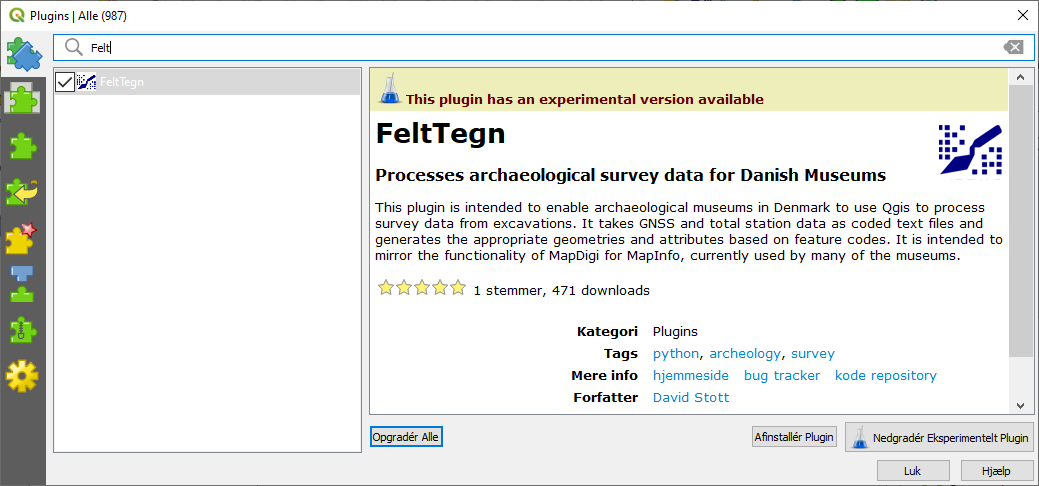 Plugins | Alle (987)
Felt
FeltTegn
This plugin has an experimental version available
FeltTegn
Processes archaeological survey data for Danish Museums
This plugin is intended to enable archaeological museums in Denmark to use Qgis to process
survey data from excavations. It takes GNSS and total station data as coded text files and
generates the appropriate geometries and attributes based on feature codes. It is intended to
mirror the functionality of MapDigi for MapInfo, currently used by many of the museums.
1 stemmer, 471 downloads
Kategori Plugins
Tags python, archeology, survey
Mere info hjemmeside bug tracker kode repository
Forfatter David Stott
Opgradér Alle Afinstallér Plugin Nedgradér Eksperimentelt Plugin
Luk Hjælp